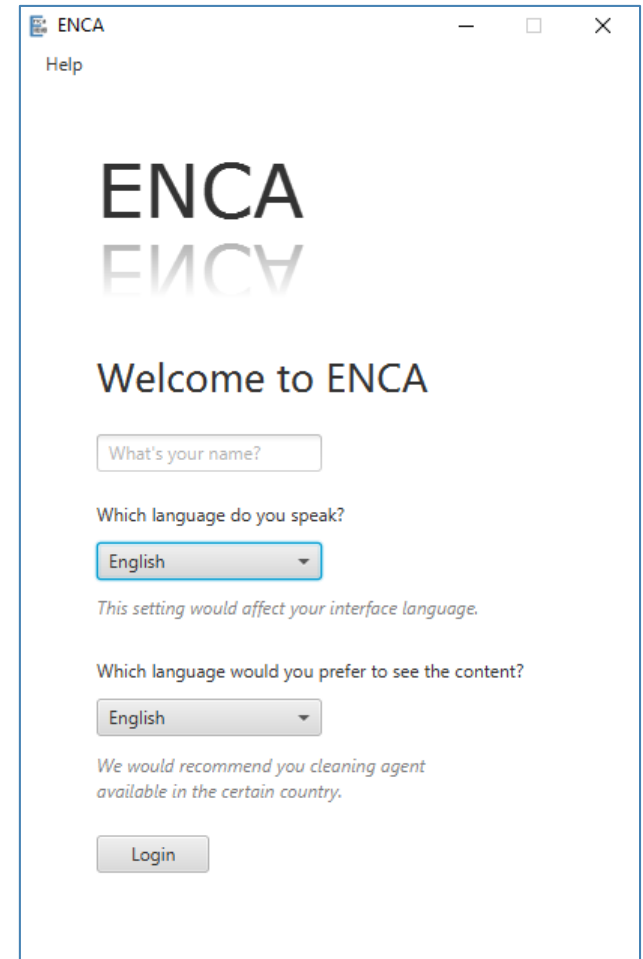 ENCA
Help
ENCA
ENCA
Welcome to ENCA
What's your name?
Which language do you speak?
English
This setting would affect your interface language.
Which language would you prefer to see the content?
English
We would recommend you cleaning agent
available in the certain country.
Login